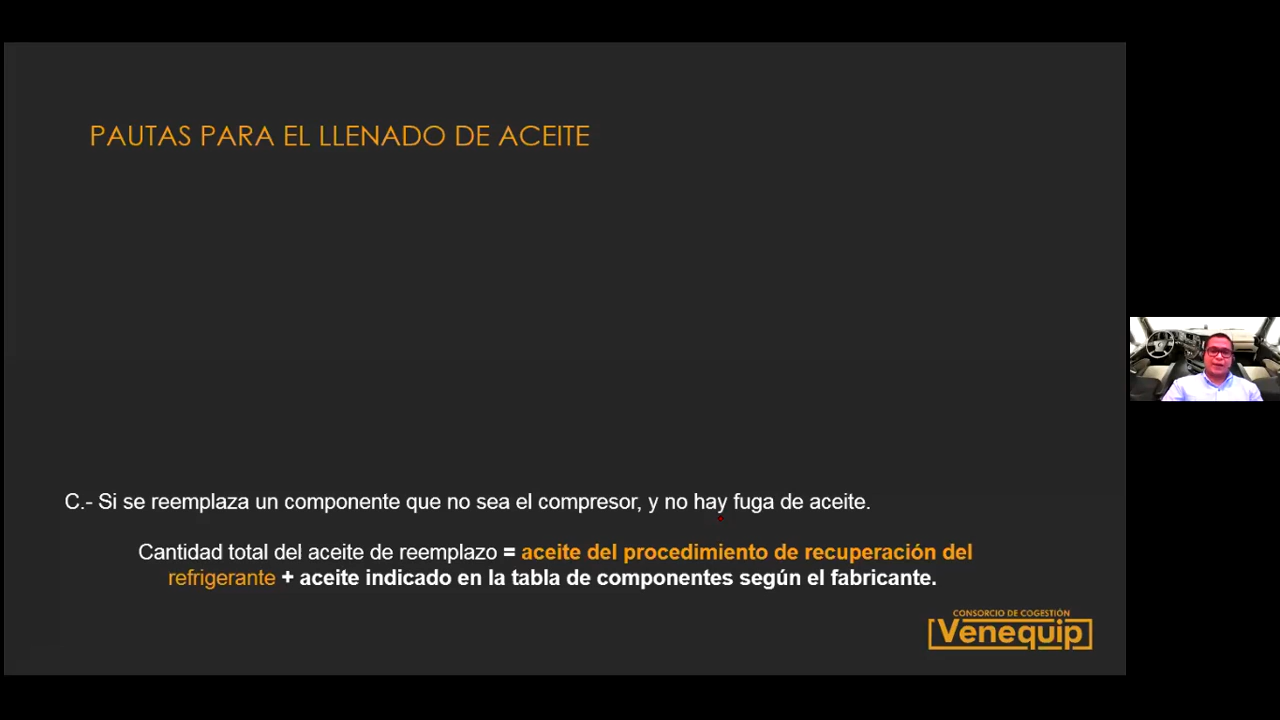 PAUTAS PARA EL LLENADO DE ACEITE
C.- Si se reemplaza un componente que no sea el compresor, y no hay fuga de aceite.
Cantidad total del aceite de reemplazo = aceite del procedimiento de recuperación del
refrigerante + aceite indicado en la tabla de componentes según el fabricante.
CONSORCIO DE COGESTIÓN
Venequip